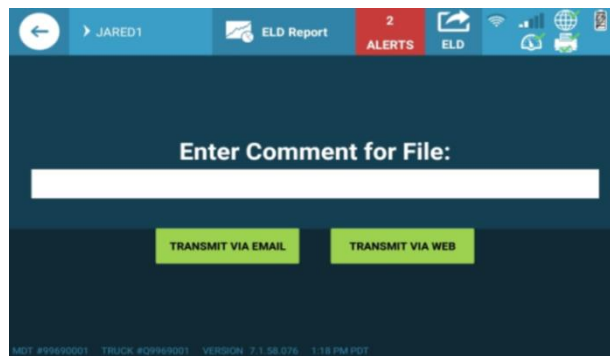 JARED1
ELD Report
2
ALERTS
ELD
Enter Comment for File:
TRANSMIT VIA EMAIL
TRANSMIT VIA WEB
MDT #99690001 TRUCK #Q9969001 VERSION 7.1.58.076 1:18 PM PDT